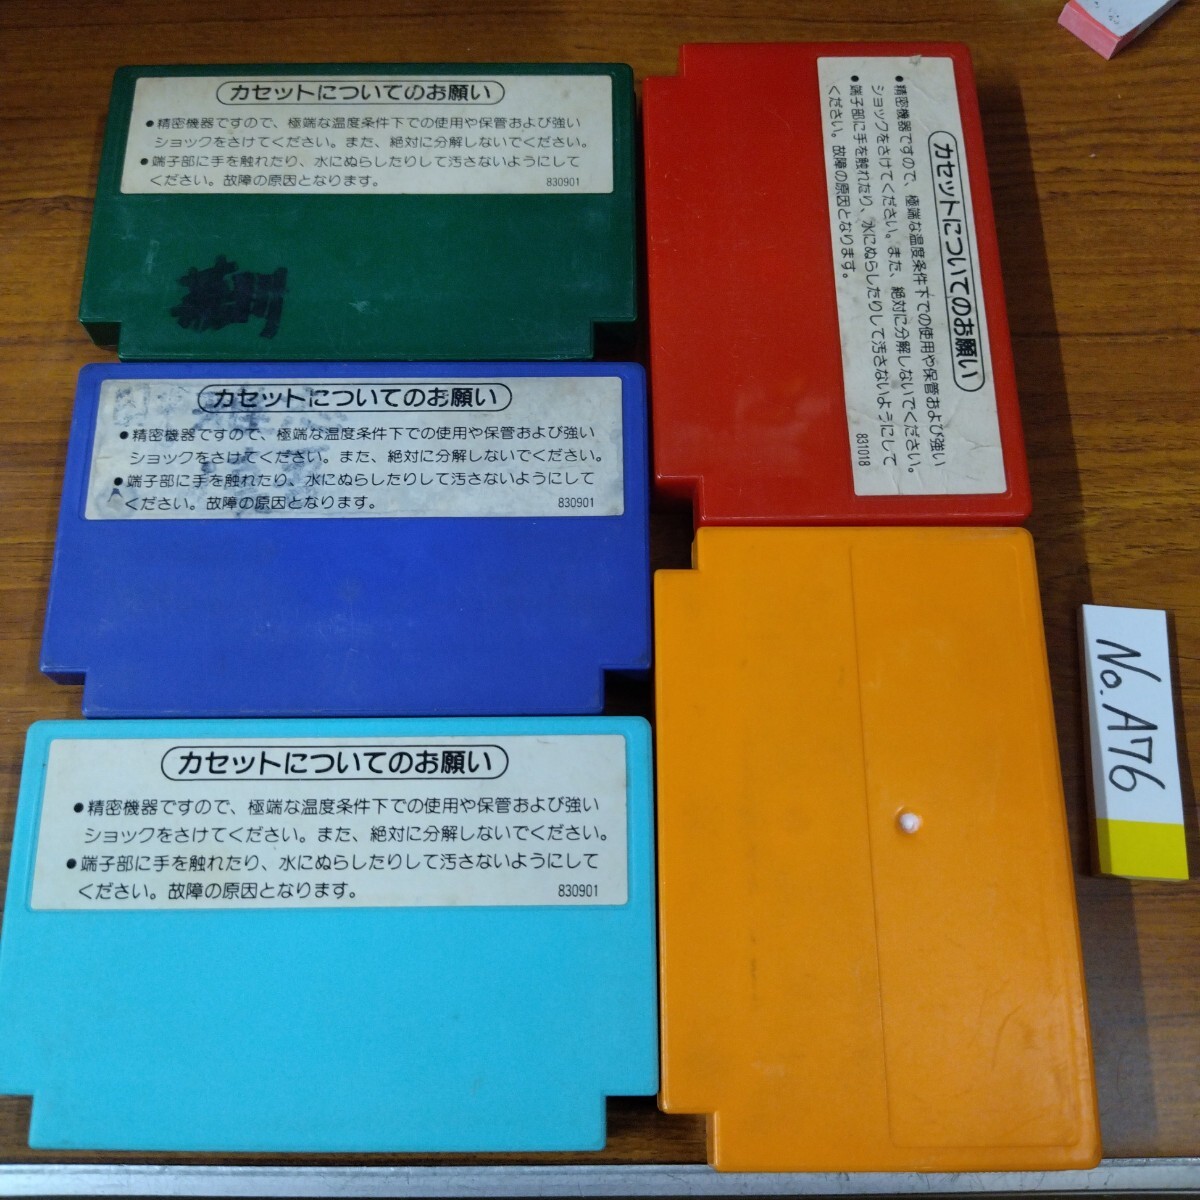 カセットについてのお願い
●精密機器ですので、極端な温度条件下での使用や保管および強い
ショックをさけてください。また、絶対に分解しないでください。
●端子部に手を触れたり、水にぬらしたりして汚さないようにして
ください。故障の原因となります。
830901
カセットについてのお願い
●精密機器ですので、極端な温度条件下での使用や保管および強い
ショックをさけてください。また、絶対に分解しないでください。
●端子部に手を触れたり、水にぬらしたりして汚さないようにして
ください。故障の原因となります。
830901
カセットについてのお願い
●精密機器ですので、極端な温度条件下での使用や保管および強い
ショックをさけてください。また、絶対に分解しないでください。
●端子部に手を触れたり、水にぬらしたりして汚さないようにして
ください。故障の原因となります。
830901
カセットについてのお願い
●精密機器ですので、極端な温度条件下での使用や保管および強い
ショックをさけてください。また、絶対に分解しないでください。
●端子部に手を触れたり、水にぬらしたりして汚さないようにして
ください。故障の原因となります。
831018
No.A76